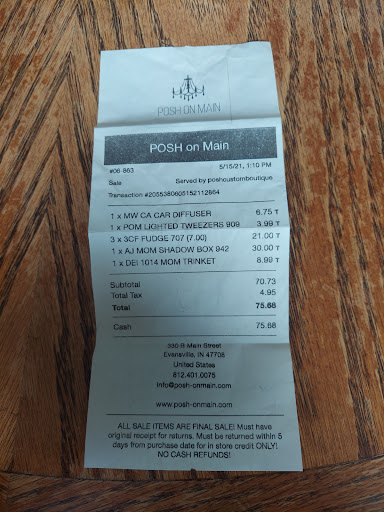 POSH ON MAIN
POSH on Main
#06-863 5/15/21, 1:10 PM
Sale Served by poshcustomboutique
Transaction #2055380605152112864
1 x MW CA CAR DIFFUSER 6.75 T
1 x POM LIGHTED TWEEZERS 909 3.99 T
3 x 3CF FUDGE 707 (7.00) 21.00 T
1 x AJ MOM SHADOW BOX 942 30.00 T
1 x DEI 1014 MOM TRINKET 8.99 T
Subtotal 70.73
Total Tax 4.95
Total 75.68
Cash 75.68
330 B Main Street
Evansville, IN 47708
United States
812.401.0075
info@posh-onmain.com
www.posh-onmain.com
ALL SALE ITEMS ARE FINAL SALE! Must have
original receipt for returns. Must be returned within 5
days from purchase date for in store credit ONLY!
NO CASH REFUNDS!